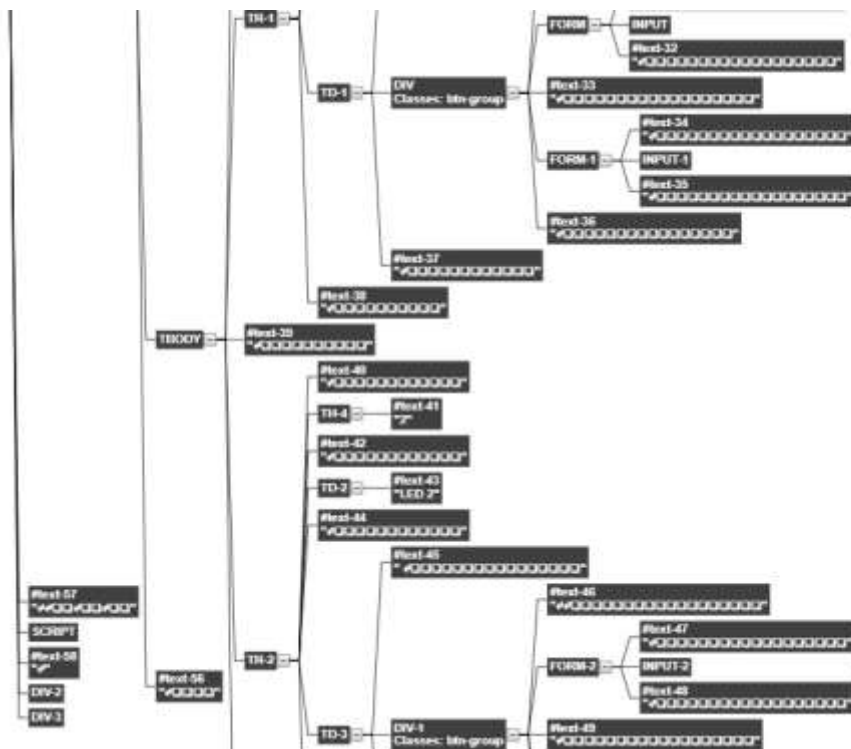 TR-1
FORM
INPUT
#text-32
TD-1
DIV
Classes: btn-group
#text-33
#text-34
FORM-1
INPUT-1
#text-35
#text-36
#text-37
#text-38
TBODY
#text-39
#text-40
TH-4
#text-41
"2"
#text-42
TD-2
#text-43
"LED 2"
#text-44
#text-45
#text-57
#text-46
SCRIPT
#text-47
#text-58
TR-2
FORM-2
INPUT-2
DIV-2
#text-56
#text-48
DIV-3
TD-3
DIV-1
Classes: btn-group
#text-49